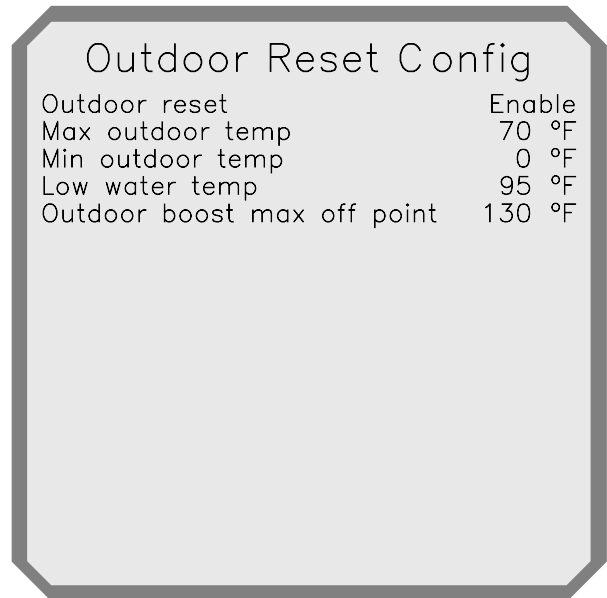 Outdoor Reset Config
Outdoor reset Enable
Max outdoor temp 70 °F
Min outdoor temp 0 °F
Low water temp 95 °F
Outdoor boost max off point 130 °F